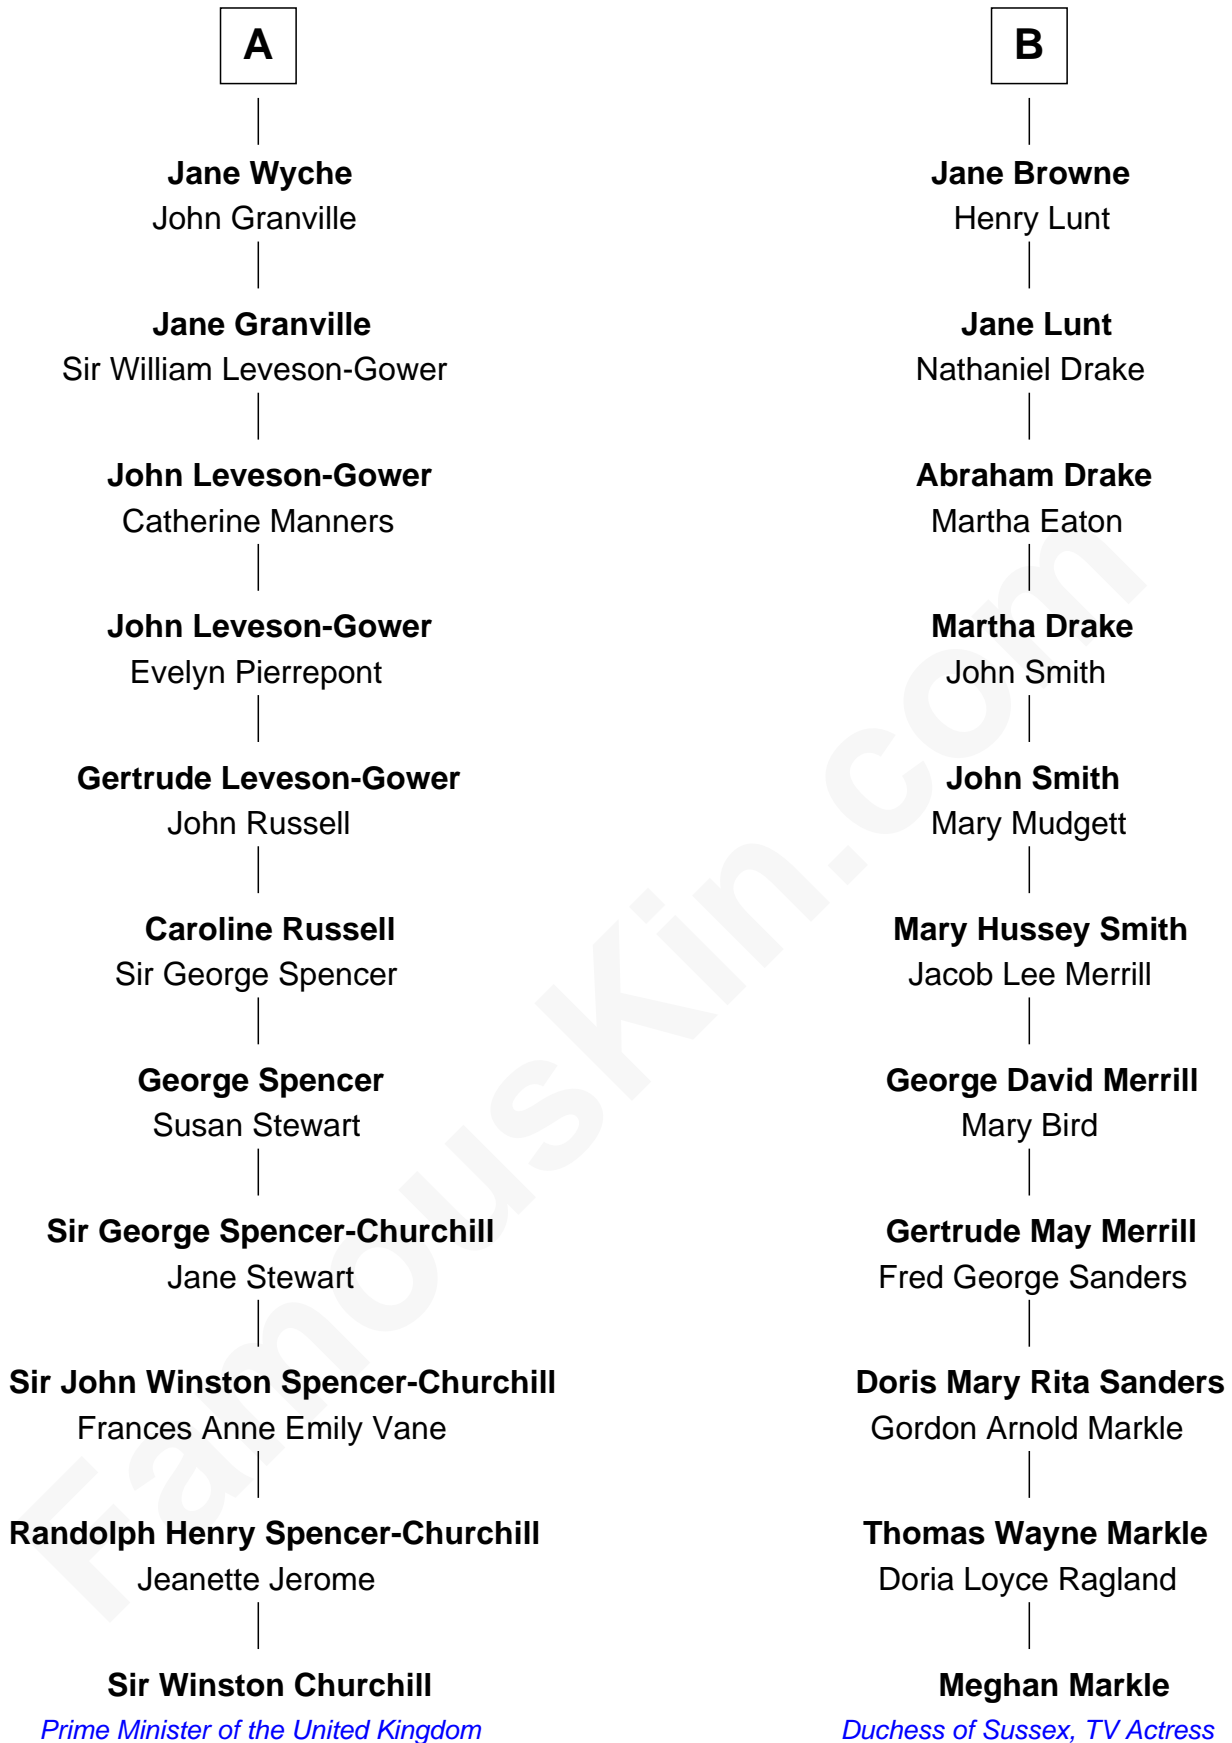 A
Jane Wyche
John Granville
Jane Granville
Sir William Leveson-Gower
John Leveson-Gower
Catherine Manners
John Leveson-Gower
Evelyn Pierrepont
Gertrude Leveson-Gower
John Russell
Caroline Russell
Sir George Spencer
George Spencer
Susan Stewart
Sir George Spencer-Churchill
Jane Stewart
Sir John Winston Spencer-Churchill
Frances Anne Emily Vane
Randolph Henry Spencer-Churchill
Jeanette Jerome
Sir Winston Churchill
Prime Minister of the United Kingdom
B
Jane Browne
Henry Lunt
Jane Lunt
Nathaniel Drake
Abraham Drake
Martha Eaton
Martha Drake
John Smith
John Smith
Mary Mudgett
Mary Hussey Smith
Jacob Lee Merrill
George David Merrill
Mary Bird
Gertrude May Merrill
Fred George Sanders
Doris Mary Rita Sanders
Gordon Arnold Markle
Thomas Wayne Markle
Doria Loyce Ragland
Meghan Markle
Duchess of Sussex, TV Actress
FamousKin.com